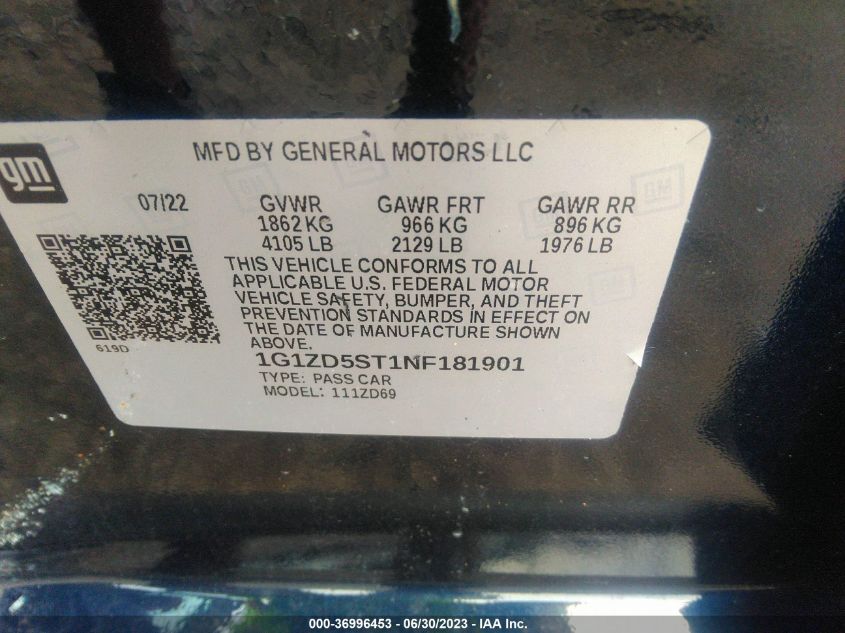 MFD BY GENERAL MOTORS LLC
gm
07/22 GVWR GAWR FRT GAWR RR
1862 KG 966 KG 896 KG
4105 LB 2129 LB 1976 LB
THIS VEHICLE CONFORMS TO ALL
APPLICABLE U.S. FEDERAL MOTOR
VEHICLE SAFETY, BUMPER, AND THEFT
PREVENTION STANDARDS IN EFFECT ON
THE DATE OF MANUFACTURE SHOWN
ABOVE.
619D
1G1ZD5ST1NF181901
TYPE: PASS CAR
MODEL: 111ZD69
000-36996453 - 06/30/2023 - IAA Inc.